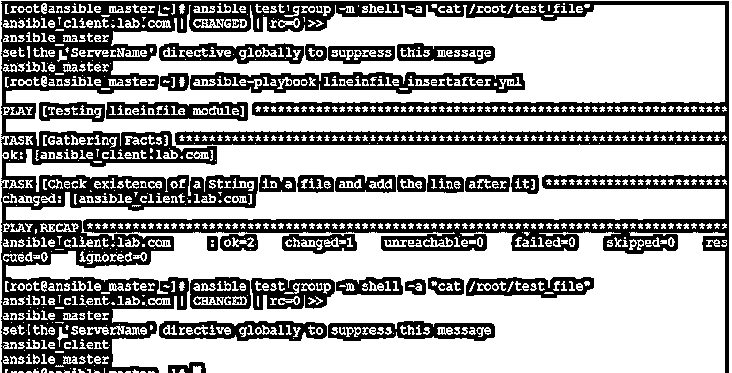 [root@ansible_master ~]# ansible test_group -m shell -a "cat /root/test_file"
ansible_client.lab.com | CHANGED | rc=0 >>
ansible_master
set the 'ServerName' directive globally to suppress this message
ansible_master
[root@ansible_master ~]# ansible-playbook lineinfile_insertafter.yml
PLAY [Testing lineinfile module] ****************************************************************
TASK [Gathering Facts] **************************************************************************
ok: [ansible_client.lab.com]
TASK [Check existence of a String in a file and add the line after it] *************************
changed: [ansible_client.lab.com]
PLAY RECAP **************************************************************************************
ansible_client.lab.com : ok=2 changed=1 unreachable=0 failed=0 skipped=0 res
cued=0 ignored=0
[root@ansible_master ~]# ansible test_group -m shell -a "cat /root/test_file"
ansible_client.lab.com | CHANGED | rc=0 >>
ansible_master
set the 'ServerName' directive globally to suppress this message
ansible_client
ansible_master
[root@ansible_master ~]#